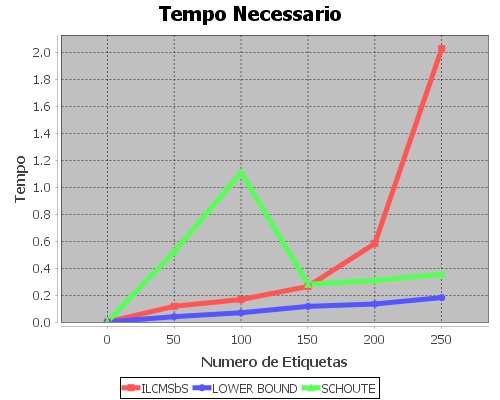 Tempo Necessario
Tempo
2.0
1.8
1.6
1.4
1.2
1.0
0.8
0.6
0.4
0.2
0.0
0 50 100 150 200 250
Numero de Etiquetas
ILCMSbS LOWER BOUND SCHOUTE